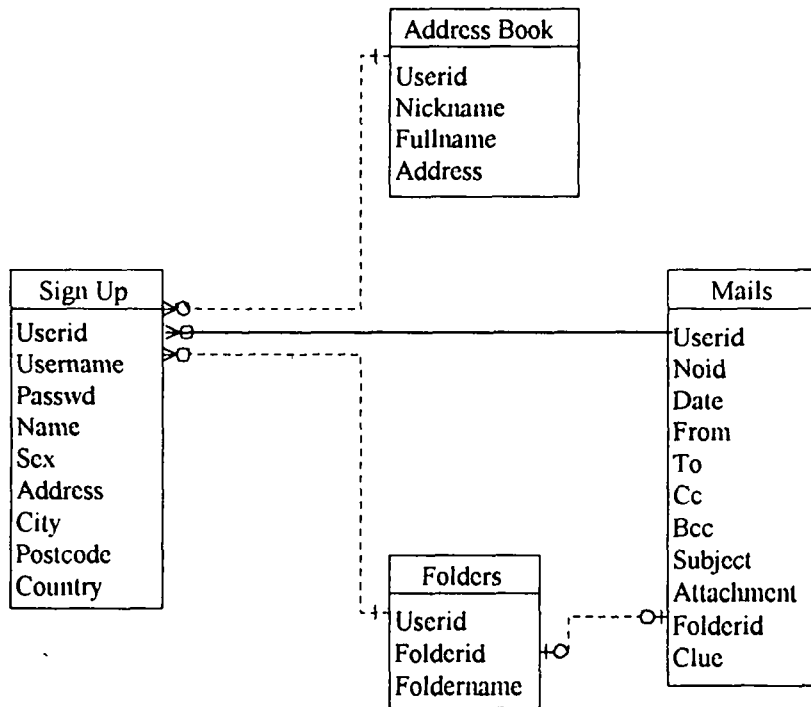 Address Book
Userid
Nickname
Fullname
Address
Sign Up
Userid
Username
Passwd
Name
Sex
Address
City
Postcode
Country
Mails
Userid
Noid
Date
From
To
Cc
Bcc
Subject
Attachment
Folderid
Clue
Folders
Userid
Folderid
Foldername